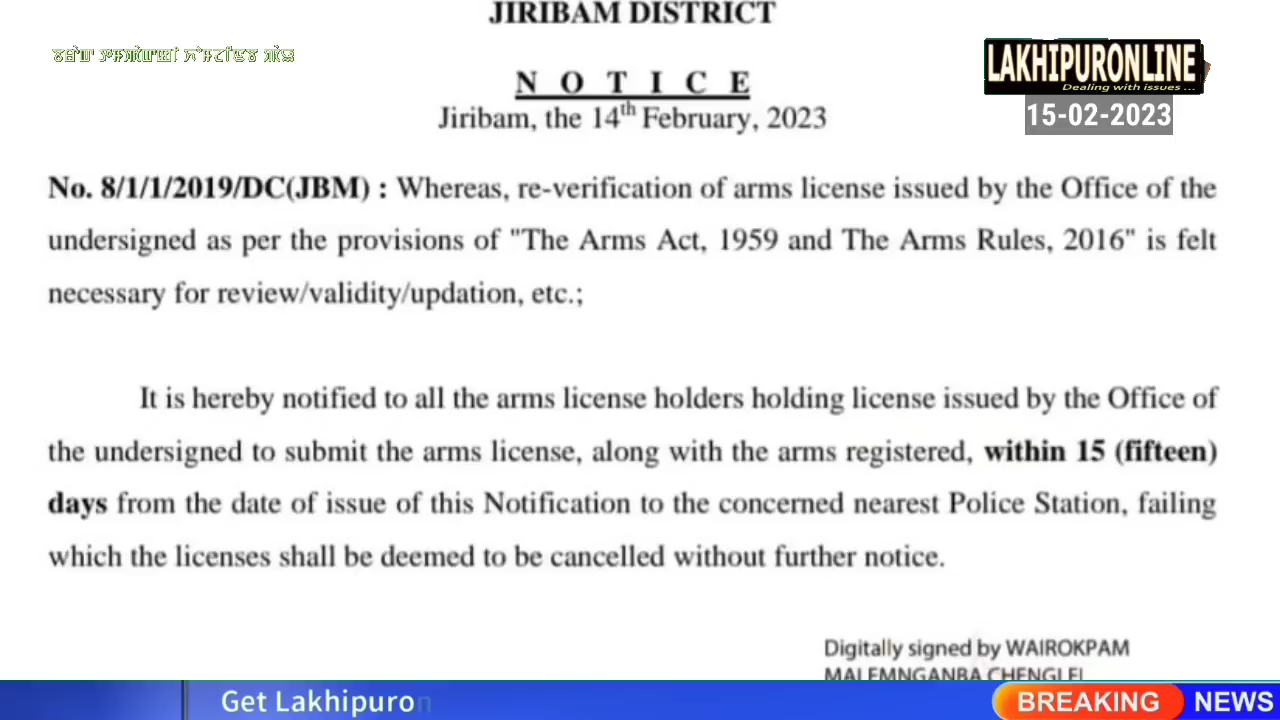 JIRIBAM DISTRICT
LAKHIPURONLINE
Dealing with issues ...
15-02-2023
N O T I C E
Jiribam, the 14th February, 2023
No. 8/1/1/2019/DC(JBM) : Whereas, re-verification of arms license issued by the Office of the
undersigned as per the provisions of "The Arms Act, 1959 and The Arms Rules, 2016" is felt
necessary for review/validity/updation, etc.;
It is hereby notified to all the arms license holders holding license issued by the Office of
the undersigned to submit the arms license, along with the arms registered, within 15 (fifteen)
days from the date of issue of this Notification to the concerned nearest Police Station, failing
which the licenses shall be deemed to be cancelled without further notice.
Digitally signed by WAIROKPAM
MALEMNGANBA CHENGLEI
Get Lakhipuron
BREAKING NEWS